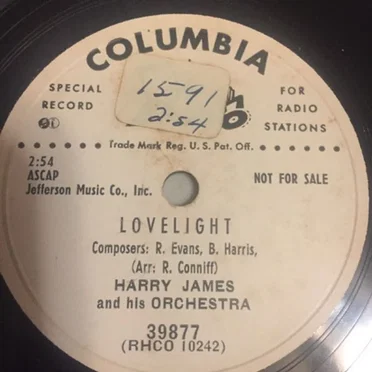 COLUMBIA
SPECIAL RECORD
FOR RADIO STATIONS
1591
2:54
Trade Mark Reg. U.S. Pat. Off.
2:54
ASCAP
Jefferson Music Co., Inc.
NOT FOR SALE
LOVELIGHT
Composers: R. Evans, B. Harris,
(Arr: R. Conniff)
HARRY JAMES
and his ORCHESTRA
39877
(RHCO 10242)